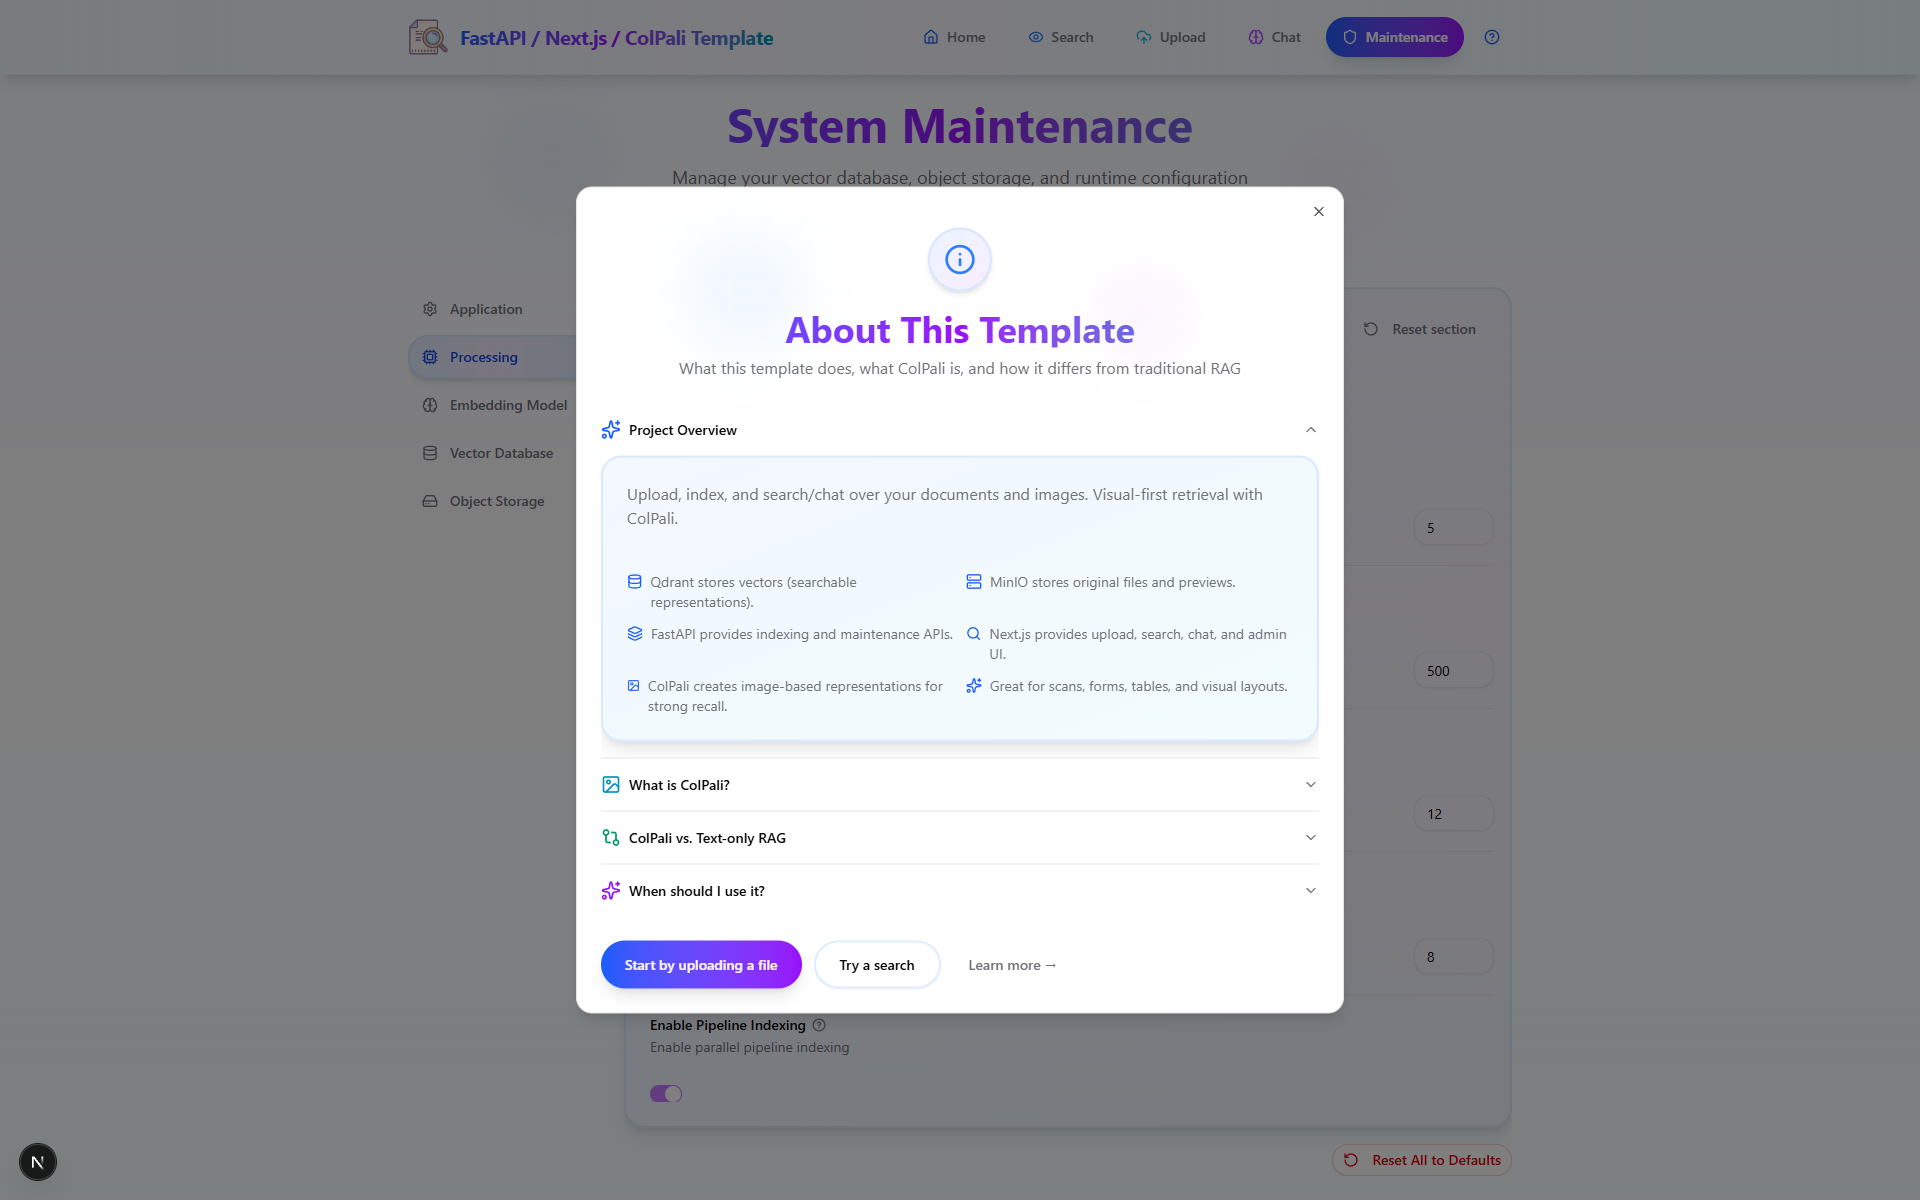 FastAPI / Next.js / ColPali Template
Home
Search
Upload
Chat
Maintenance
System Maintenance
Manage your vector database, object storage, and runtime configuration
Application
Processing
Embedding Model
Vector Database
Object Storage
Reset section
About This Template
What this template does, what ColPali is, and how it differs from traditional RAG
Project Overview
Upload, index, and search/chat over your documents and images. Visual-first retrieval with
ColPali.
Qdrant stores vectors (searchable
representations).
MinIO stores original files and previews.
FastAPI provides indexing and maintenance APIs.
Next.js provides upload, search, chat, and admin
UI.
ColPali creates image-based representations for
strong recall.
Great for scans, forms, tables, and visual layouts.
What is ColPali?
ColPali vs. Text-only RAG
When should I use it?
Start by uploading a file
Try a search
Learn more →
5
500
12
8
Enable Pipeline Indexing
Enable parallel pipeline indexing
N
Reset All to Defaults